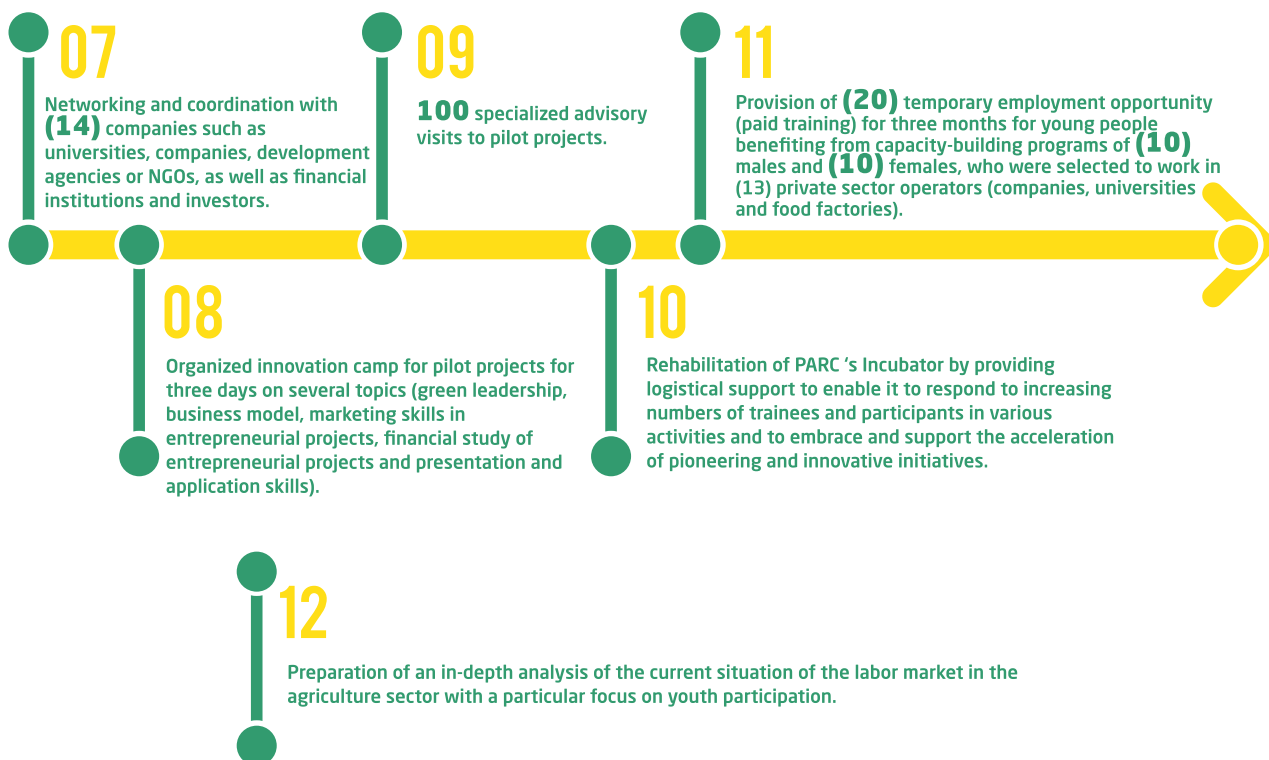 07
Networking and coordination with
(14) companies such as
universities, companies, development
agencies or NGOs, as well as financial
institutions and investors.
08
Organized innovation camp for pilot projects for
three days on several topics (green leadership,
business model, marketing skills in
entrepreneurial projects, financial study of
entrepreneurial projects and presentation and
application skills).
09
100 specialized advisory
visits to pilot projects.
10
Rehabilitation of PARC ‘s Incubator by providing
logistical support to enable it to respond to increasing
numbers of trainees and participants in various
activities and to embrace and support the acceleration
of pioneering and innovative initiatives.
11
Provision of (20) temporary employment opportunity
(paid training) for three months for young people
benefiting from capacity-building programs of (10)
males and (10) females, who were selected to work in
(13) private sector operators (companies, universities
and food factories).
12
Preparation of an in-depth analysis of the current situation of the labor market in the
agriculture sector with a particular focus on youth participation.